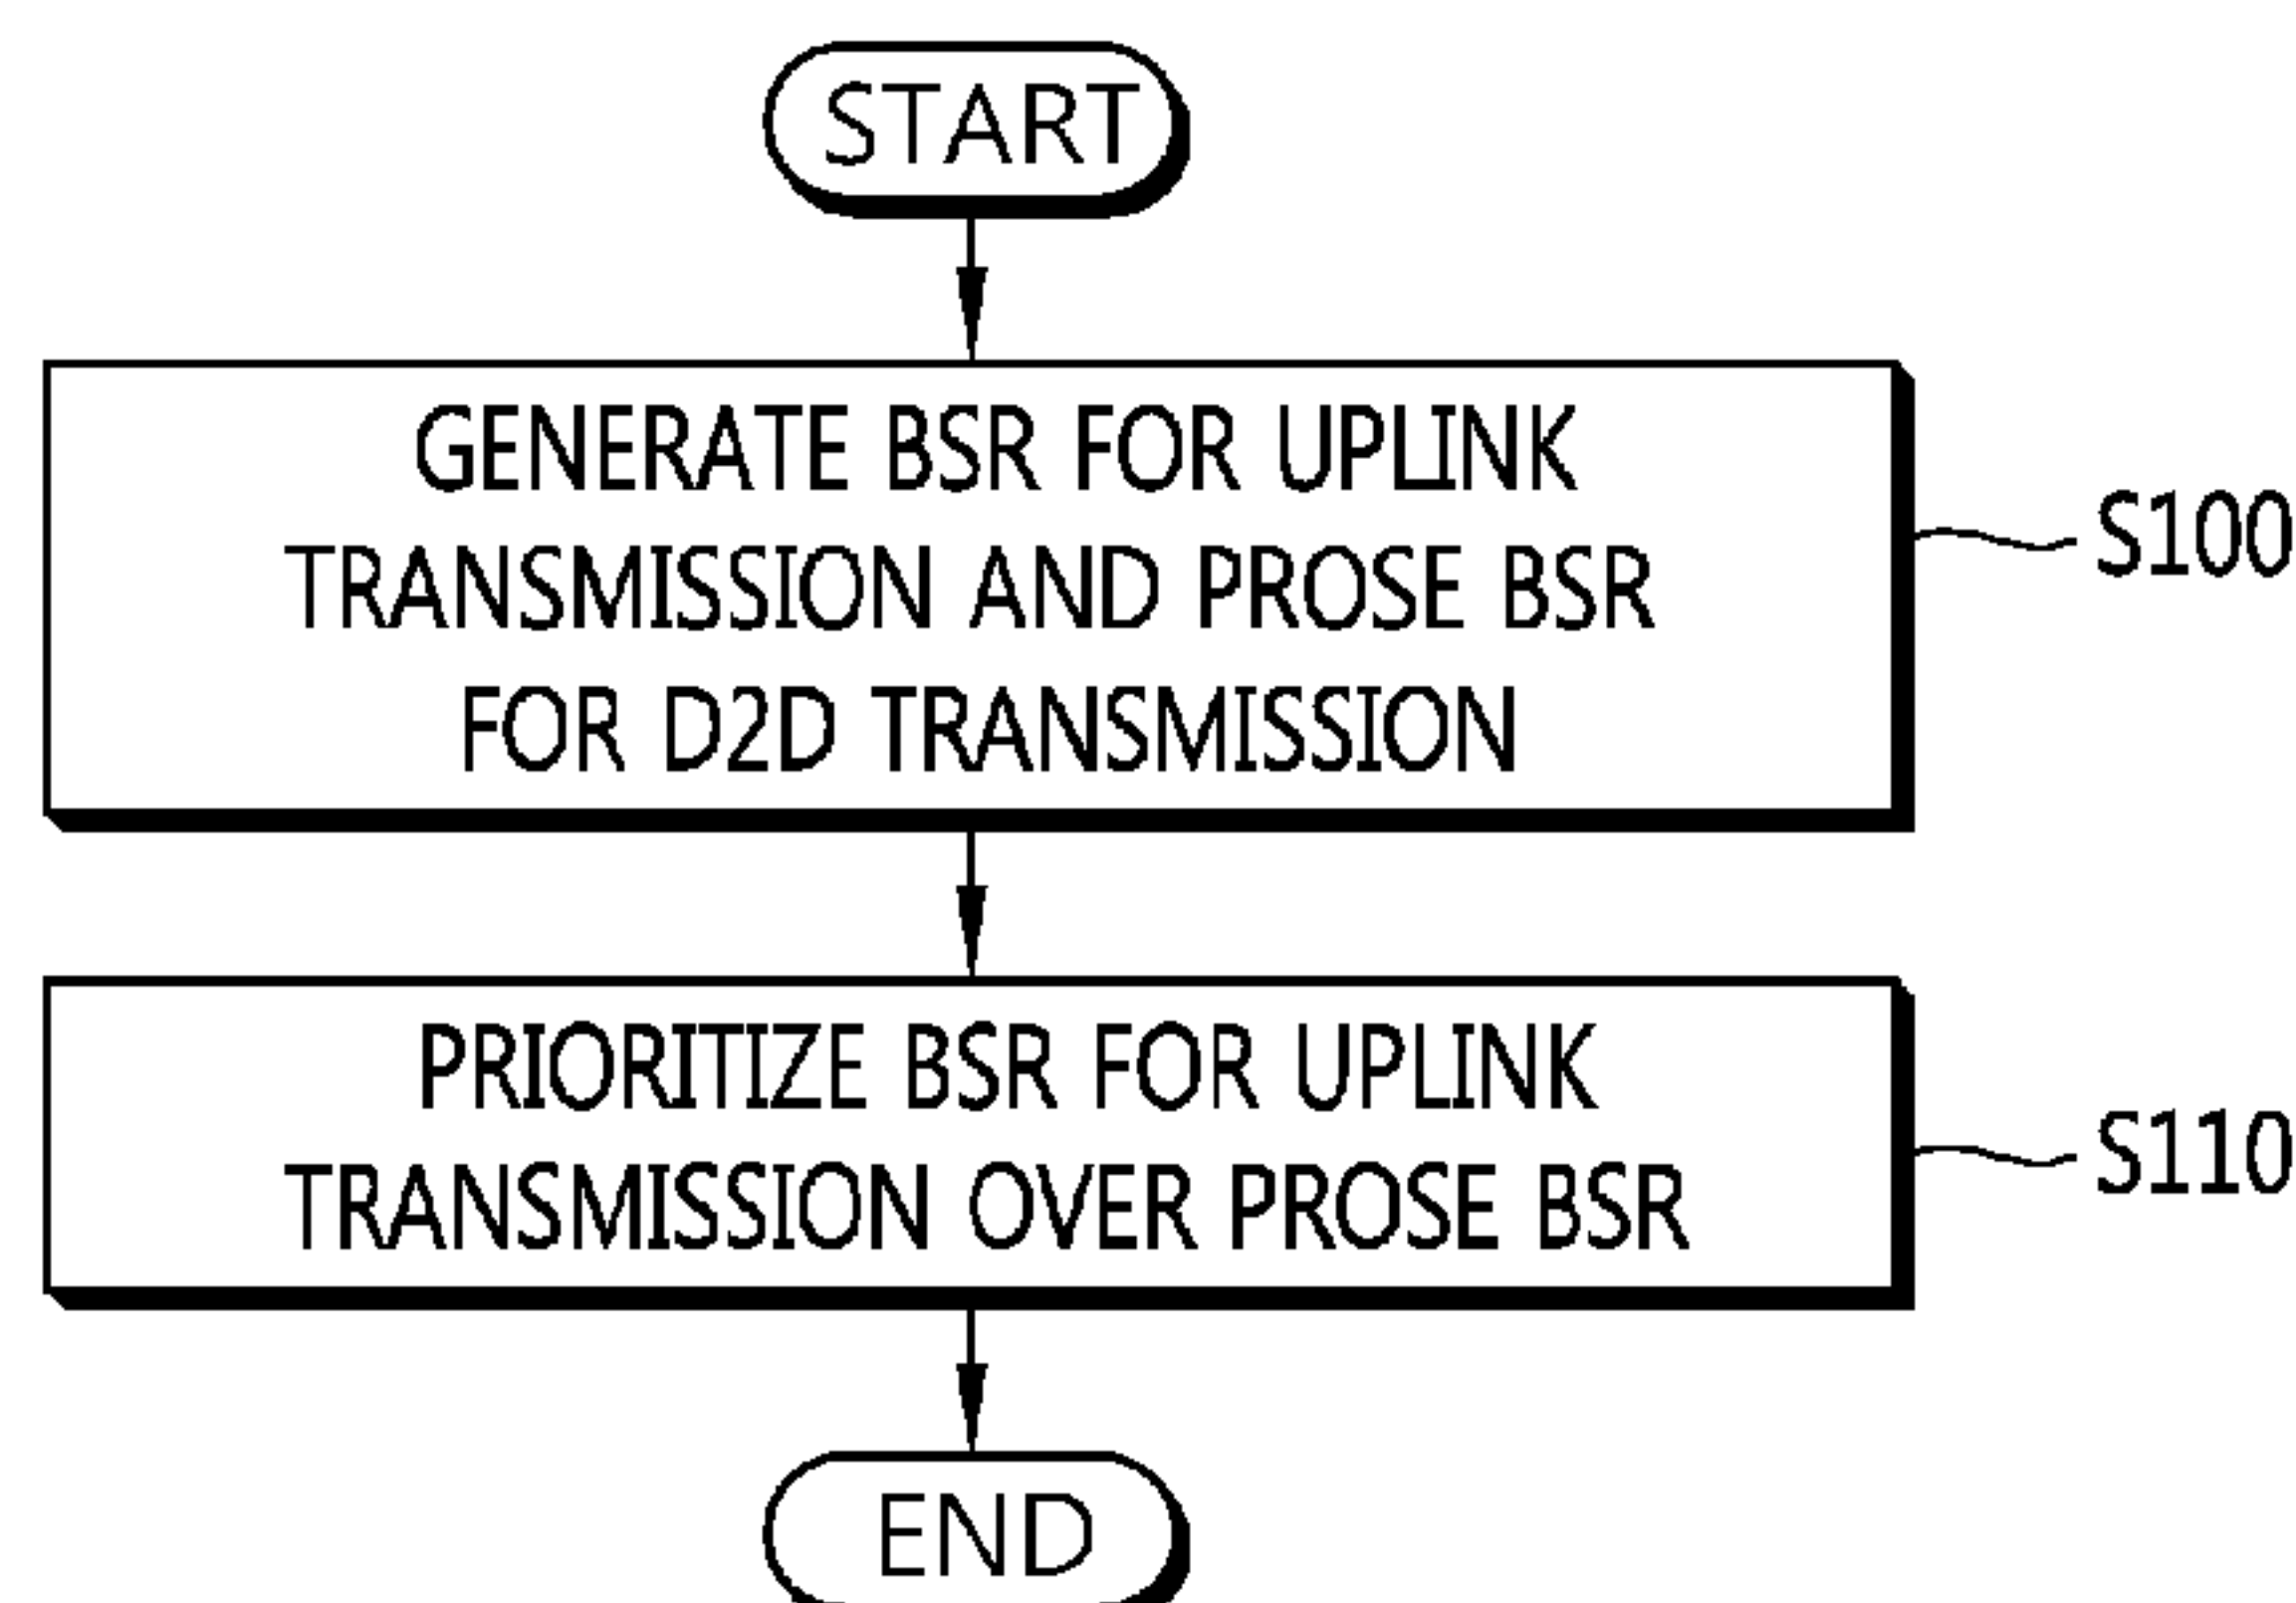 START
GENERATE BSR FOR UPLINK
TRANSMISSION AND PROSE BSR
FOR D2D TRANSMISSION
S100
PRIORITIZE BSR FOR UPLINK
TRANSMISSION OVER PROSE BSR
S110
END